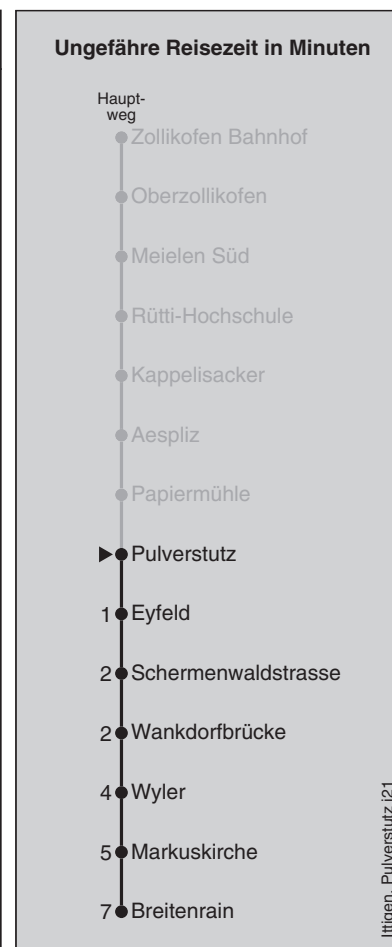 Ungefähre Reisezeit in Minuten
Haupt-
weg
Zollikofen Bahnhof
Oberzollikofen
Meielen Süd
Rütti-Hochschule
Kappelisacker
Aespliz
Papiermühle
Pulverstutz
1 Eyfeld
2 Schermenwaldstrasse
2 Wankdorfbrücke
4 Wyler
5 Markuskirche
7 Breitenrain
Ittigen, Pulverstutz i21